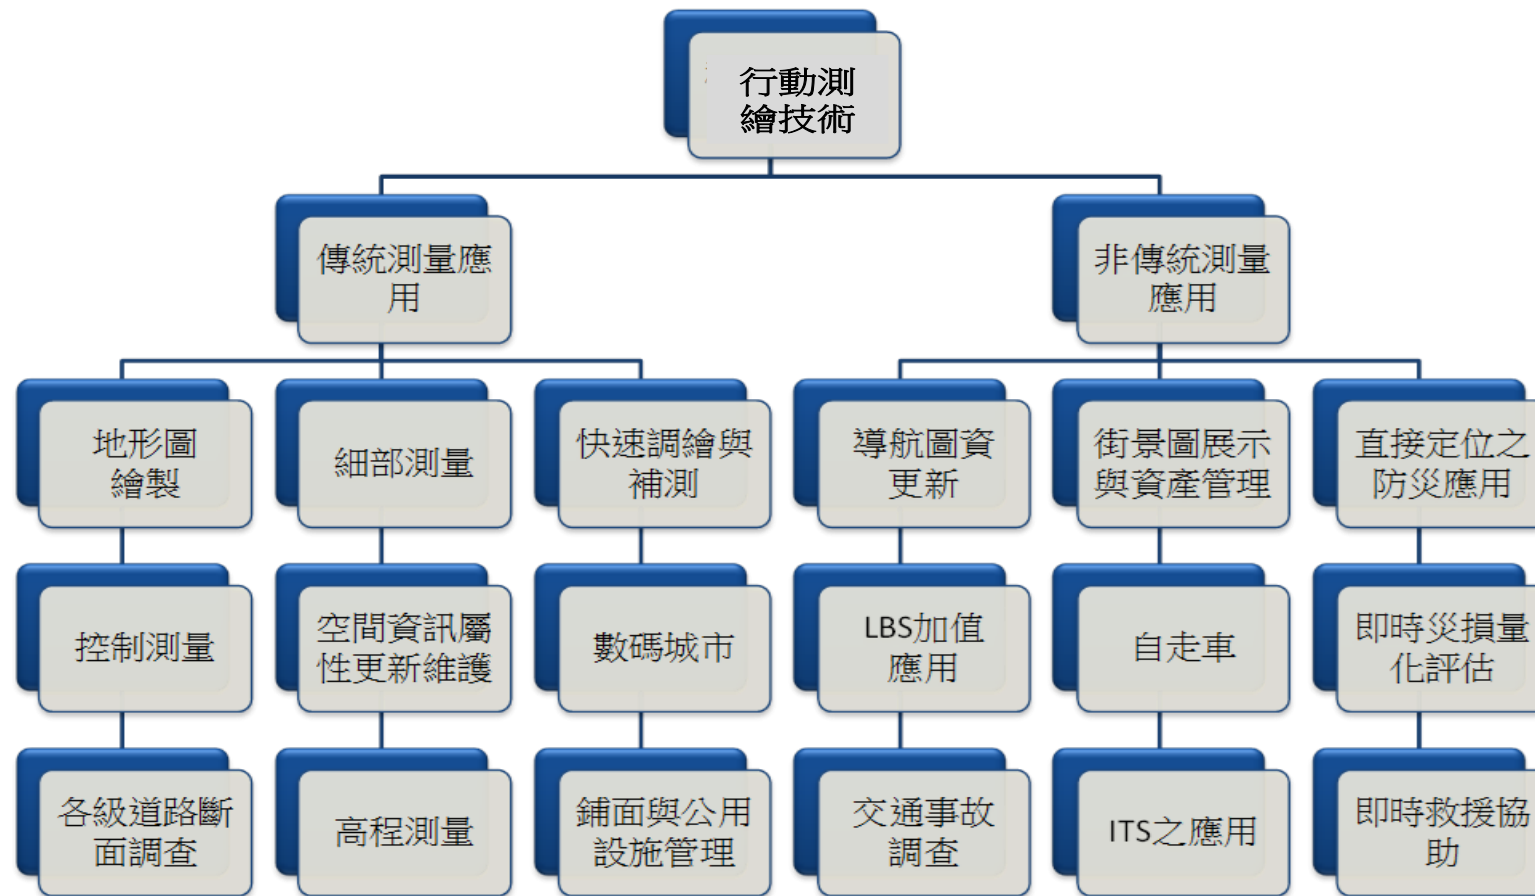 行動測
繪技術
傳統測量應
用
非傳統測量
應用
地形圖
繪製
細部測量
快速調繪與
補測
導航圖資
更新
街景圖展示
與資產管理
直接定位之
防災應用
控制測量
空間資訊屬
性更新維護
數碼城市
LBS加值
應用
自走車
即時災損量
化評估
各級道路斷
面調查
高程測量
鋪面與公用
設施管理
交通事故
調查
ITS之應用
即時救援協
助